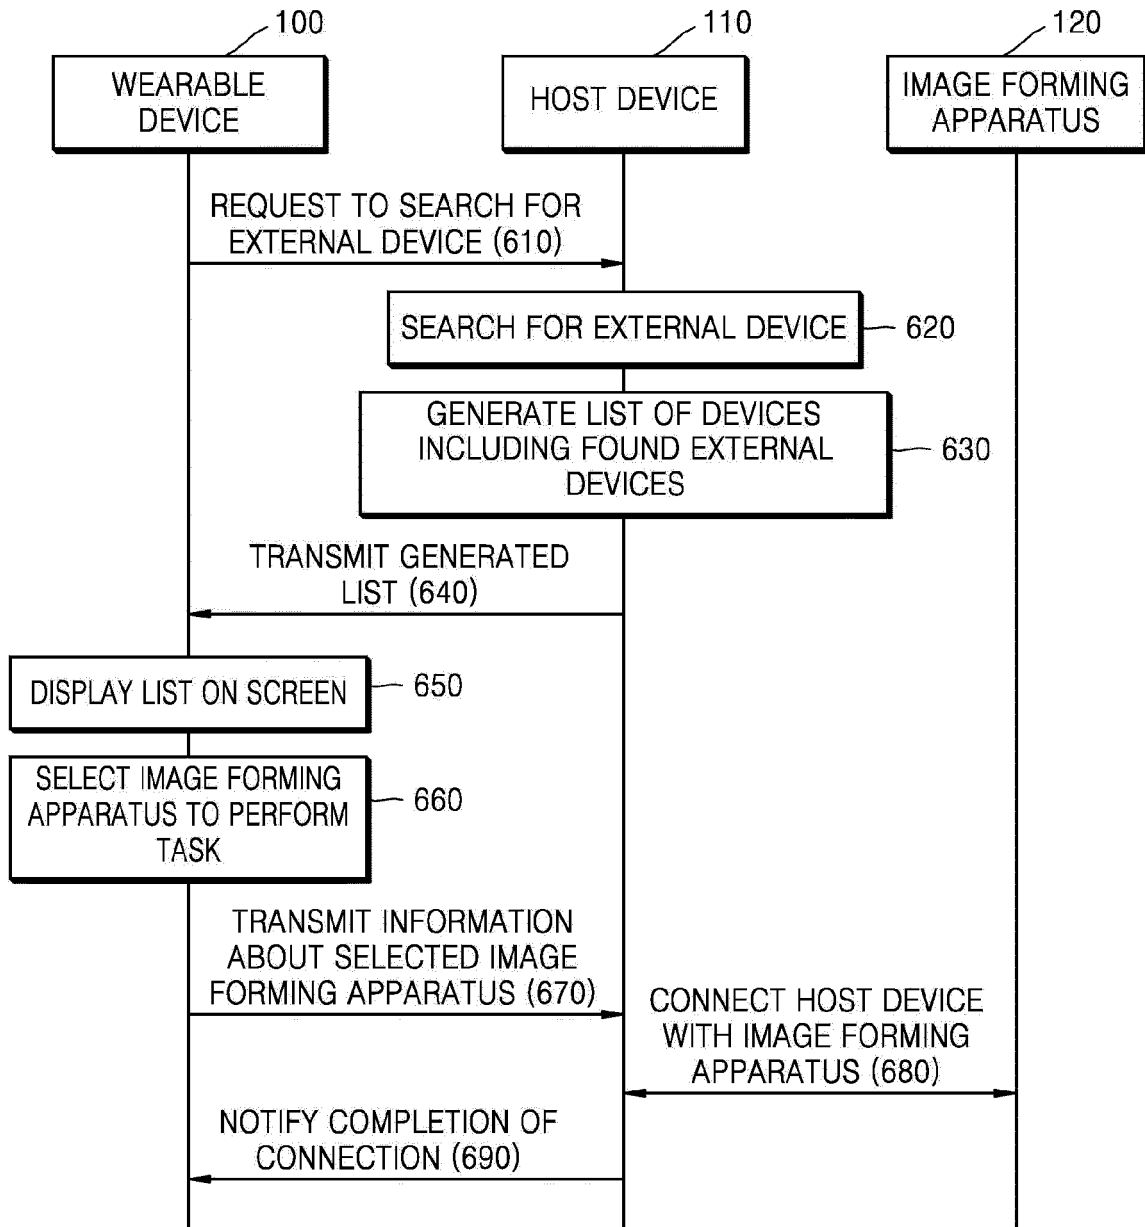 100
110
120
WEARABLE
DEVICE
HOST DEVICE
IMAGE FORMING
APPARATUS
REQUEST TO SEARCH FOR
EXTERNAL DEVICE (610)
SEARCH FOR EXTERNAL DEVICE
620
GENERATE LIST OF DEVICES
INCLUDING FOUND EXTERNAL
DEVICES
630
TRANSMIT GENERATED
LIST (640)
DISPLAY LIST ON SCREEN
650
SELECT IMAGE FORMING
APPARATUS TO PERFORM
TASK
660
TRANSMIT INFORMATION
ABOUT SELECTED IMAGE
FORMING APPARATUS (670)
CONNECT HOST DEVICE
WITH IMAGE FORMING
APPARATUS (680)
NOTIFY COMPLETION OF
CONNECTION (690)